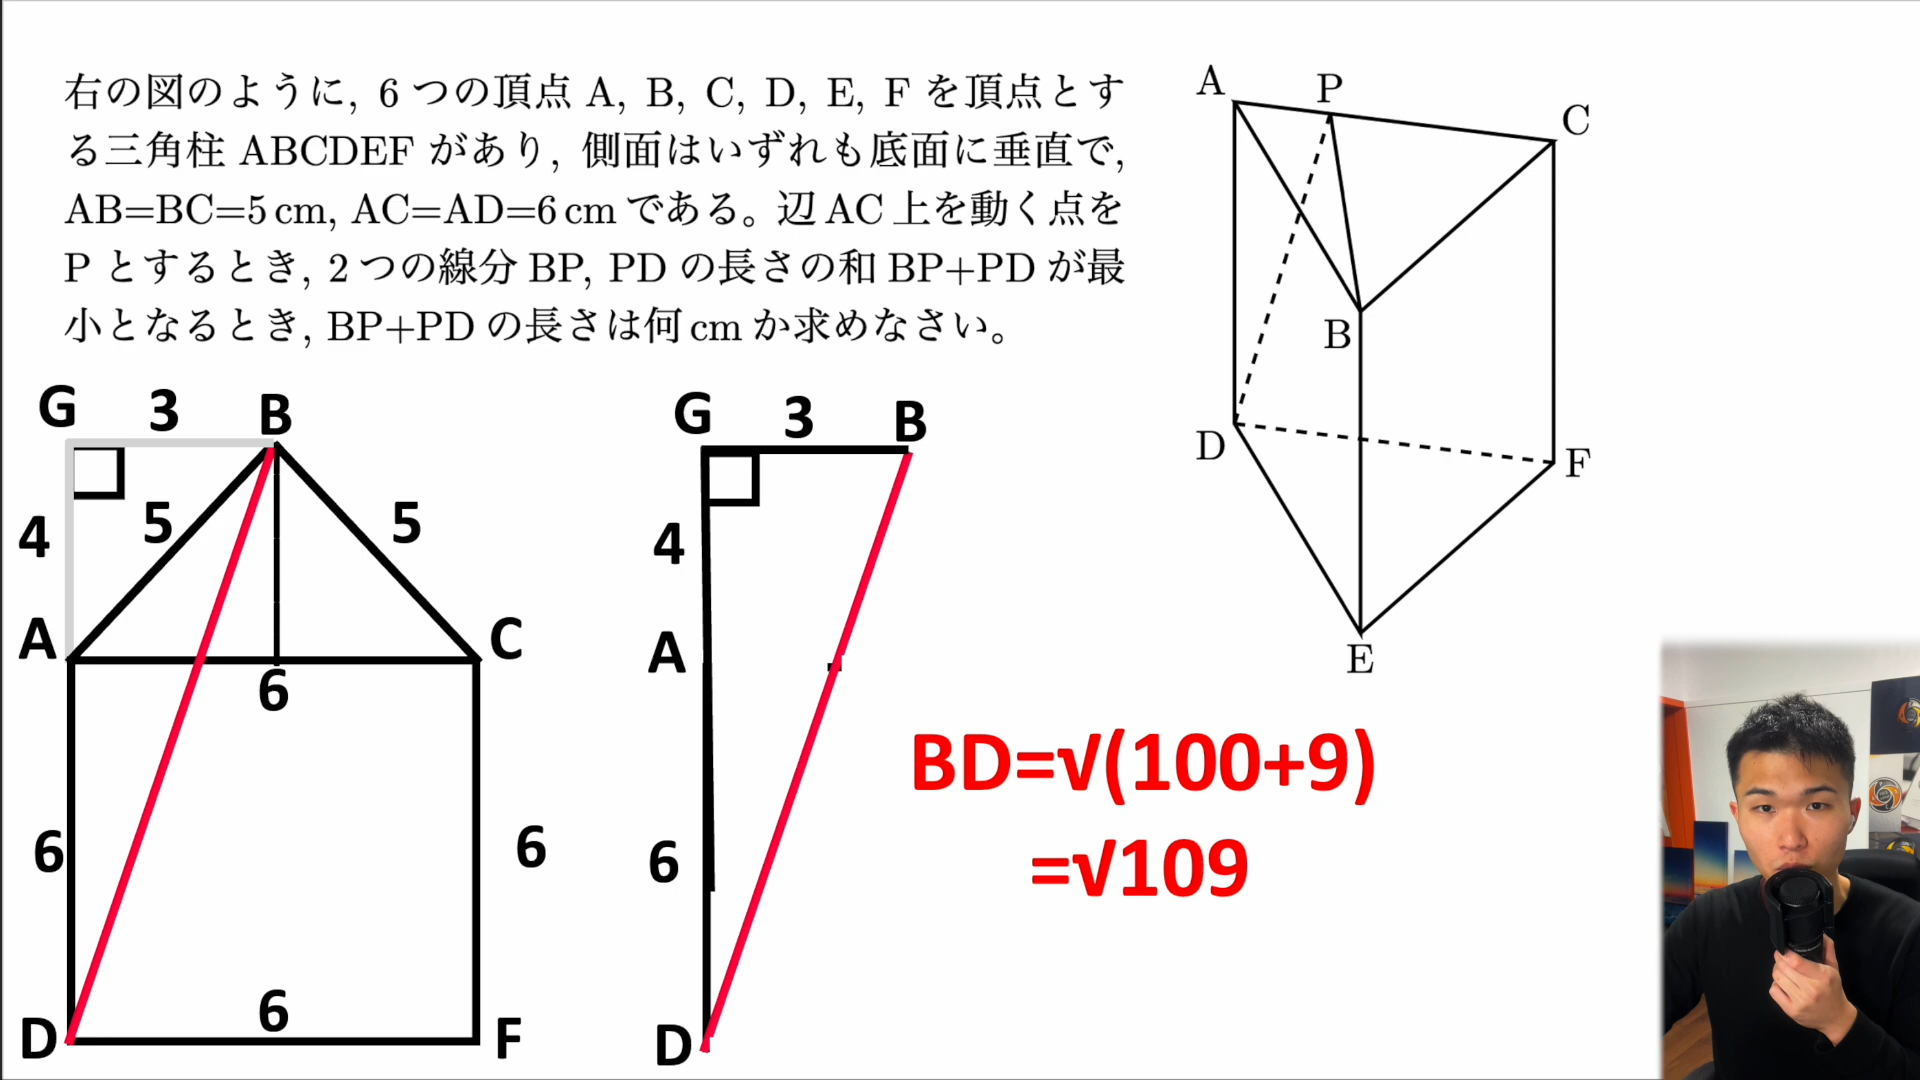 右の図のように, 6 つの頂点 A, B, C, D, E, F を頂点とす
る三角柱 ABCDEF があり, 側面はいずれも底面に垂直で,
AB=BC=5 cm, AC=AD=6 cm である。辺 AC 上を動く点を
P とするとき, 2 つの線分 BP, PD の長さの和 BP+PD が最
小となるとき, BP+PD の長さは何 cm か求めなさい。
A
P
C
B
D
F
E
G
3
B
4
5
5
A
C
6
6
6
6
D
F
G
3
B
4
A
6
D
BD=√(100+9)
=√109